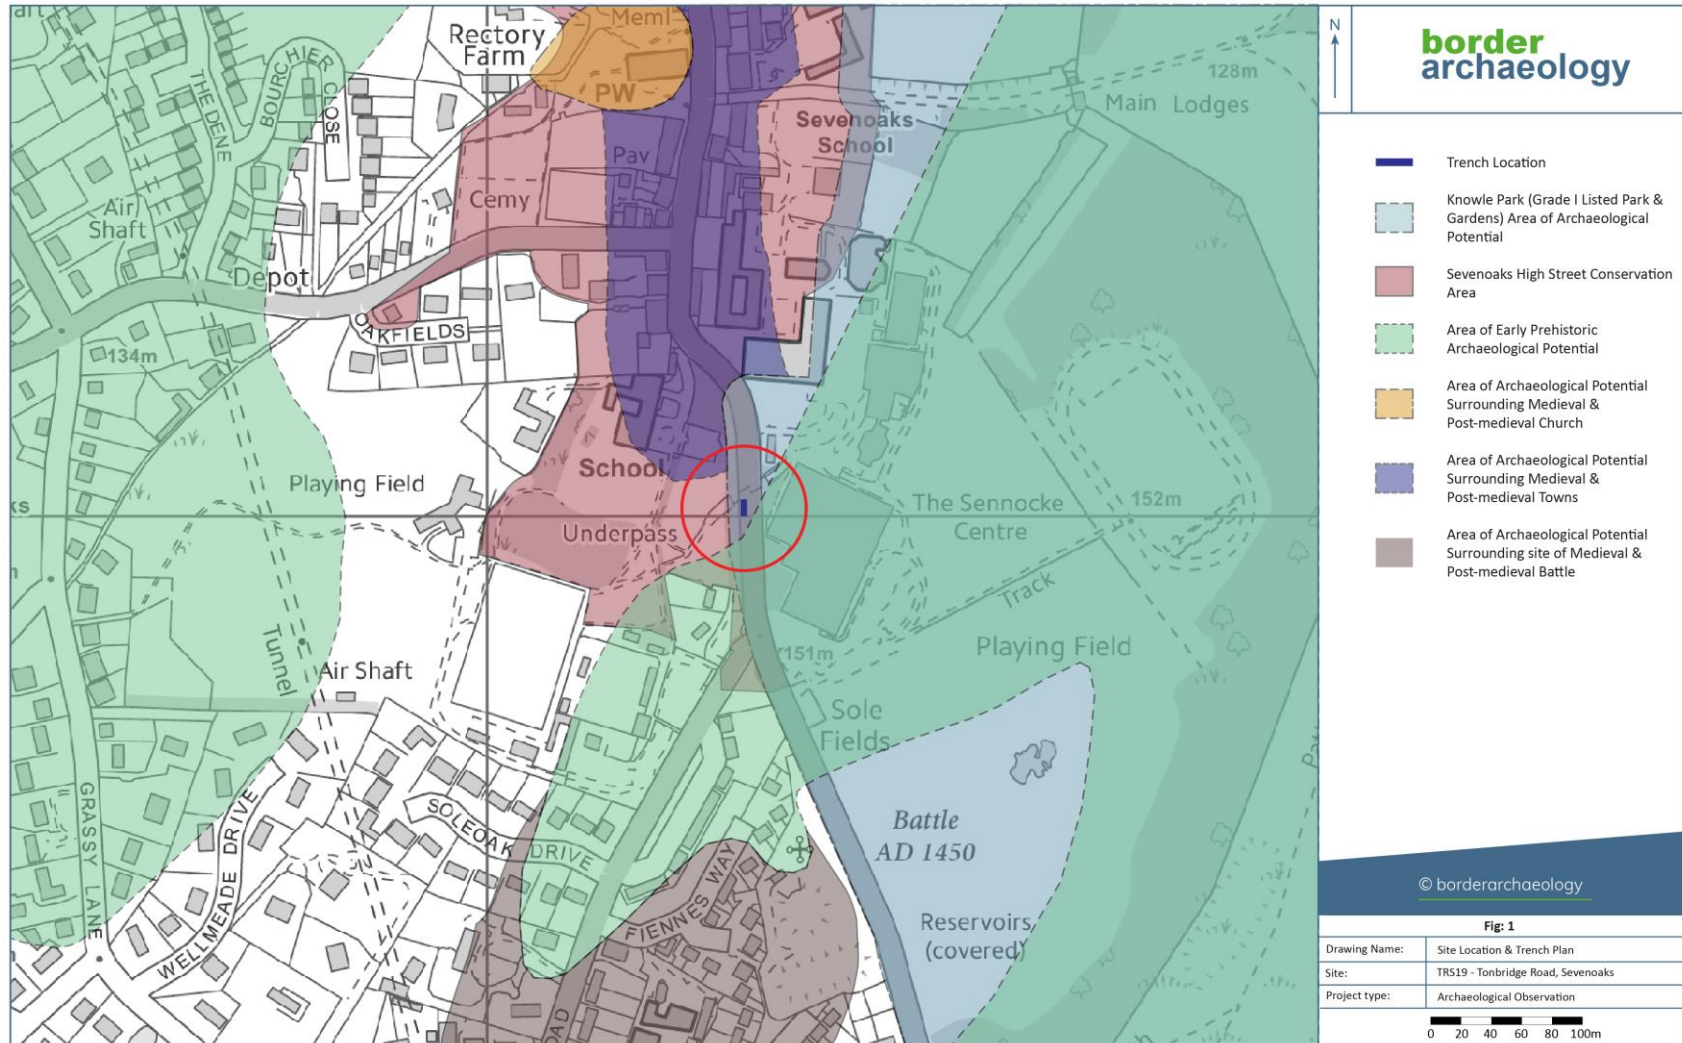 Meml
Rectory
Farm
PW
BOURCHIER
CLOSE
THE DENE
128m
Main Lodges
Sevenoaks
School
Pav
Cemy
Air
Shaft
Depot
OAKFIELDS
134m
School
Playing Field
Underpass
The Sennocke
Centre
152m
Track
Playing Field
Tunnel
Air Shaft
151m
Sole
Fields
GRASSY LANE
WELLMEADE DRIVE
SOLEOAK DRIVE
FIENNES WAY
Battle
AD 1450
Reservoirs
(covered)
N
border
archaeology
Trench Location
Knowle Park (Grade I Listed Park &
Gardens) Area of Archaeological
Potential
Sevenoaks High Street Conservation
Area
Area of Early Prehistoric
Archaeological Potential
Area of Archaeological Potential
Surrounding Medieval &
Post-medieval Church
Area of Archaeological Potential
Surrounding Medieval &
Post-medieval Towns
Area of Archaeological Potential
Surrounding site of Medieval &
Post-medieval Battle
© borderarchaeology
Fig: 1
Drawing Name: Site Location & Trench Plan
Site: TRS19 - Tonbridge Road, Sevenoaks
Project type: Archaeological Observation
0 20 40 60 80 100m